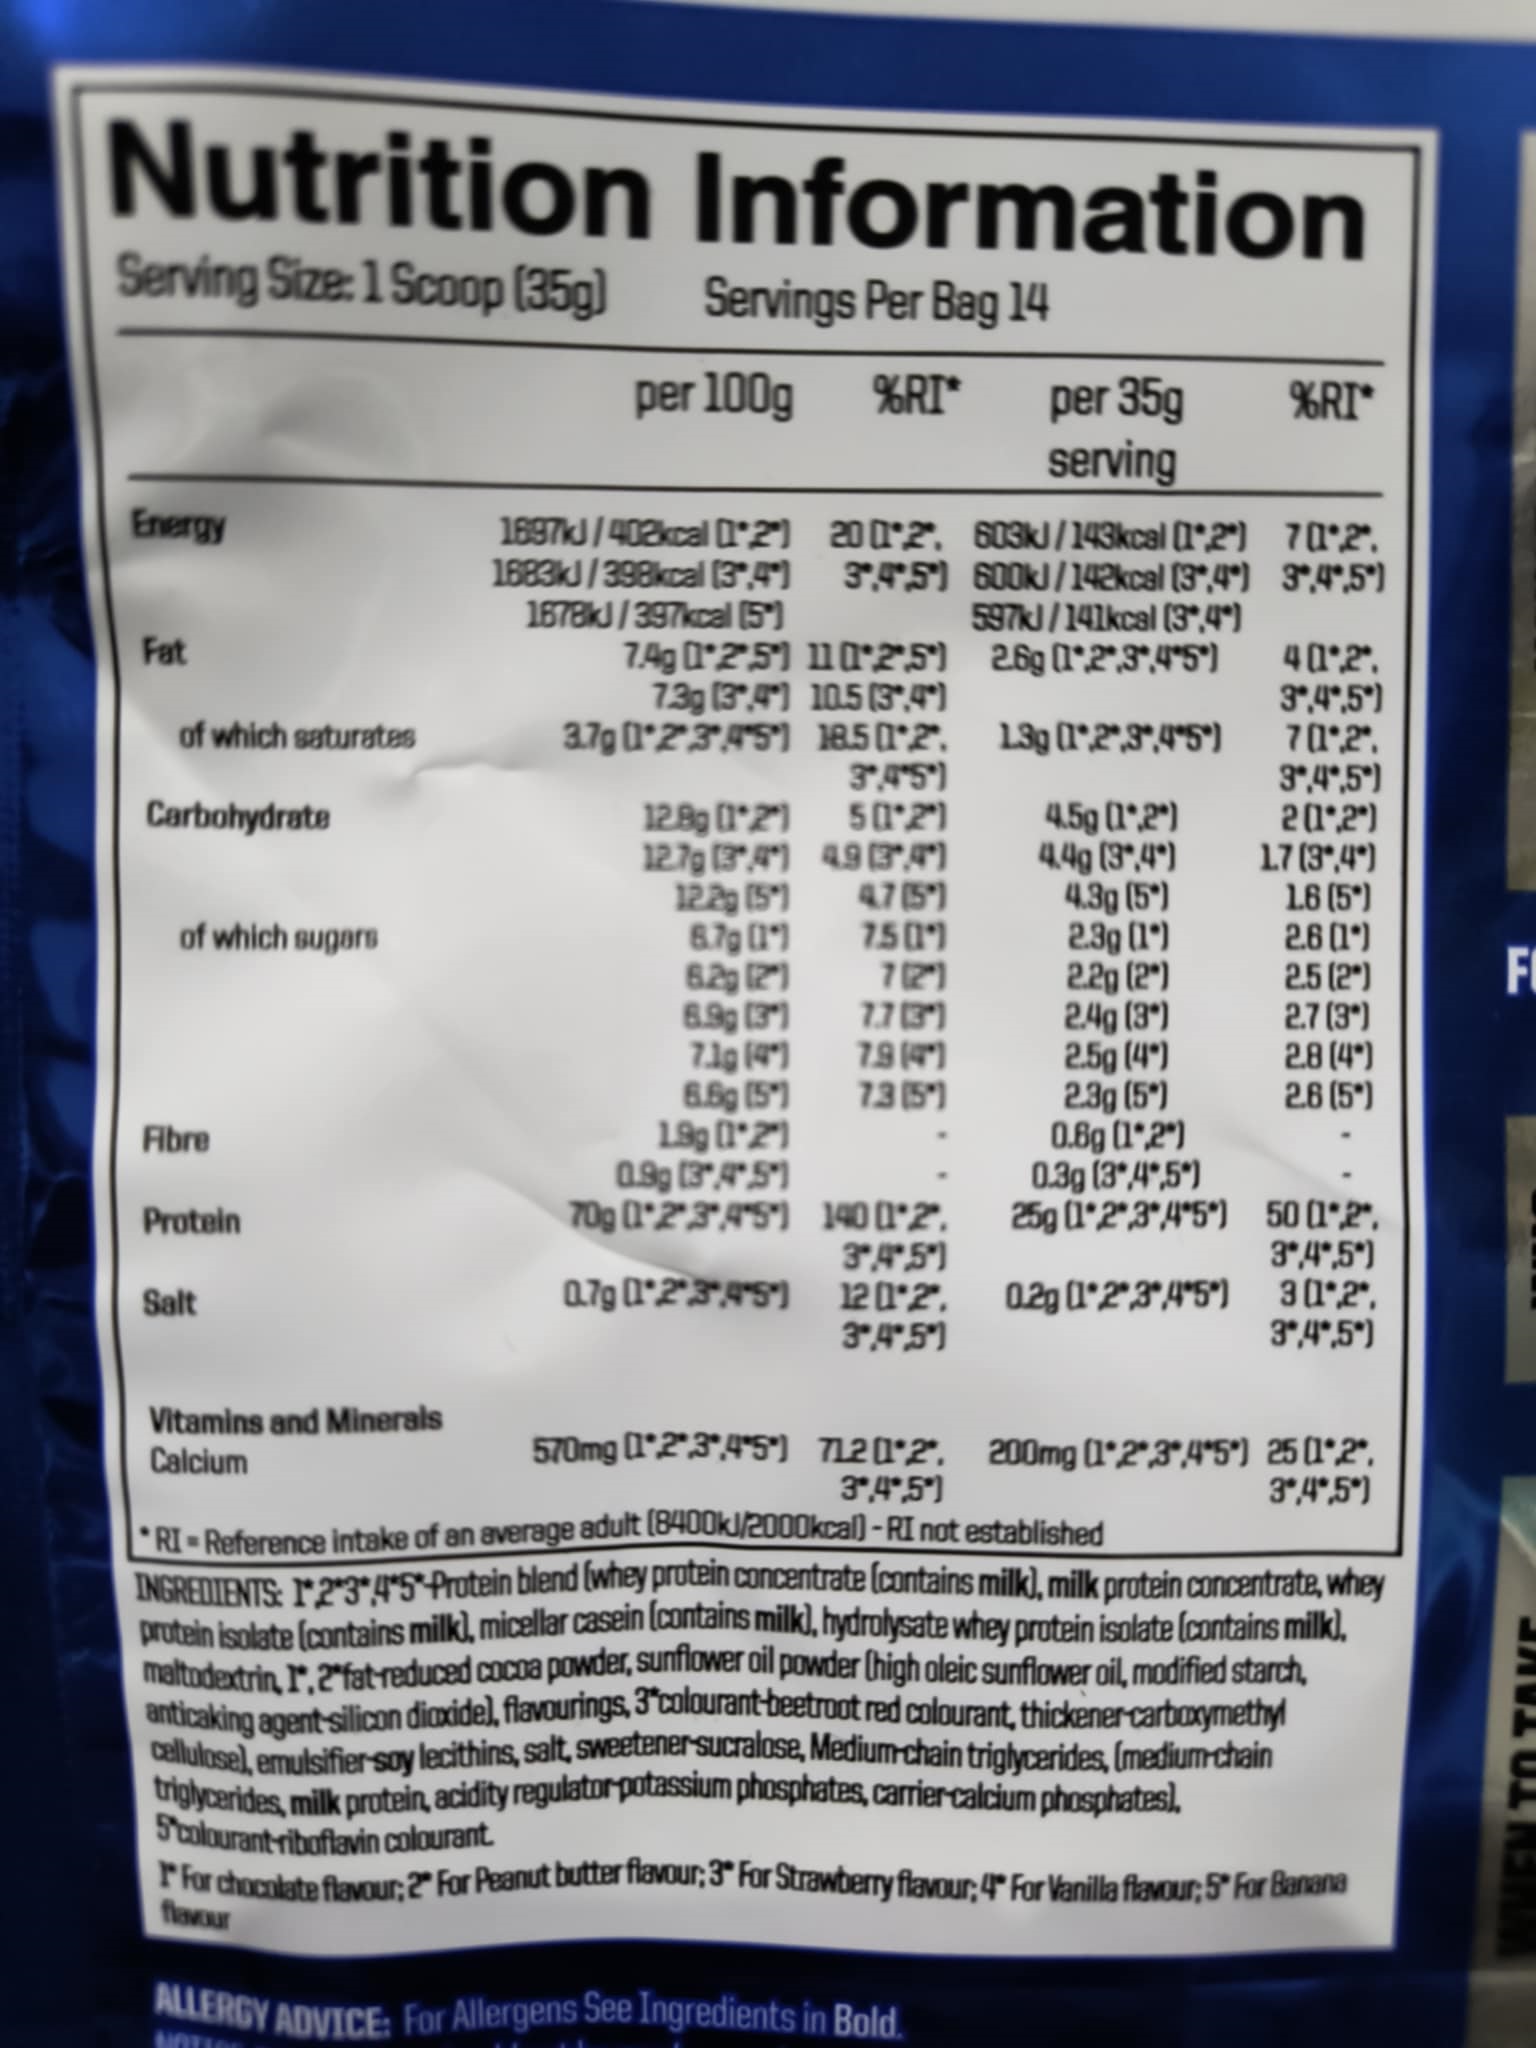 Nutrition Information
Serving Size: 1 Scoop (35g) Servings Per Bag 14
per 100g %RI* per 35g serving %RI*
Energy 1697kJ / 402kcal (1*,2*) 20 (1*,2*, 603kJ / 143kcal (1*,2*) 7 (1*,2*,
1683kJ / 398kcal (3*,4*) 3*,4*,5*) 600kJ / 142kcal (3*,4*) 3*,4*,5*)
1678kJ / 397kcal (5*) 597kJ / 141kcal (3*,4*)
Fat 7.4g (1*,2*,5*) 11 (1*,2*,5*) 2.6g (1*,2*,3*,4*5*) 4 (1*,2*,
7.3g (3*,4*) 10.5 (3*,4*) 3*,4*,5*)
of which saturates 3.7g (1*,2*,3*,4*5*) 18.5 (1*,2*, 1.3g (1*,2*,3*,4*5*) 7 (1*,2*,
3*,4*5*) 3*,4*,5*)
Carbohydrate 12.8g (1*,2*) 5 (1*,2*) 4.5g (1*,2*) 2 (1*,2*)
12.7g (3*,4*) 4.9 (3*,4*) 4.4g (3*,4*) 1.7 (3*,4*)
12.2g (5*) 4.7 (5*) 4.3g (5*) 1.6 (5*)
of which sugars 6.7g (1*) 7.5 (1*) 2.3g (1*) 2.6 (1*)
6.2g (2*) 7 (2*) 2.2g (2*) 2.5 (2*)
6.9g (3*) 7.7 (3*) 2.4g (3*) 2.7 (3*)
7.1g (4*) 7.9 (4*) 2.5g (4*) 2.8 (4*)
6.6g (5*) 7.3 (5*) 2.3g (5*) 2.6 (5*)
Fibre 1.9g (1*,2*) - 0.6g (1*,2*) -
0.9g (3*,4*,5*) - 0.3g (3*,4*,5*) -
Protein 70g (1*,2*,3*,4*5*) 140 (1*,2*, 25g (1*,2*,3*,4*5*) 50 (1*,2*,
3*,4*,5*) 3*,4*,5*)
Salt 0.7g (1*,2*,3*,4*5*) 12 (1*,2*, 0.2g (1*,2*,3*,4*5*) 3 (1*,2*,
3*,4*,5*) 3*,4*,5*)
Vitamins and Minerals
Calcium 570mg (1*,2*,3*,4*5*) 71.2 (1*,2*, 200mg (1*,2*,3*,4*5*) 25 (1*,2*,
3*,4*,5*) 3*,4*,5*)
* RI = Reference intake of an average adult (8400kJ/2000kcal) - RI not established
INGREDIENTS: 1*,2*3*,4*5*-Protein blend (whey protein concentrate (contains milk), milk protein concentrate, whey
protein isolate (contains milk), micellar casein (contains milk), hydrolysate whey protein isolate (contains milk),
maltodextrin, 1*, 2*fat-reduced cocoa powder, sunflower oil powder (high oleic sunflower oil, modified starch,
anticaking agent-silicon dioxide), flavourings, 3*colourant-beetroot red colourant, thickener-carboxymethyl
cellulose), emulsifier-soy lecithins, salt, sweetener-sucralose, Medium-chain triglycerides, (medium-chain
triglycerides, milk protein, acidity regulator-potassium phosphates, carrier-calcium phosphates),
5*colourant-riboflavin colourant.
1* For chocolate flavour; 2* For Peanut butter flavour; 3* For Strawberry flavour; 4* For Vanilla flavour; 5* For Banana
flavour
ALLERGY ADVICE: For Allergens See Ingredients in Bold.
WHEN TO TAKE